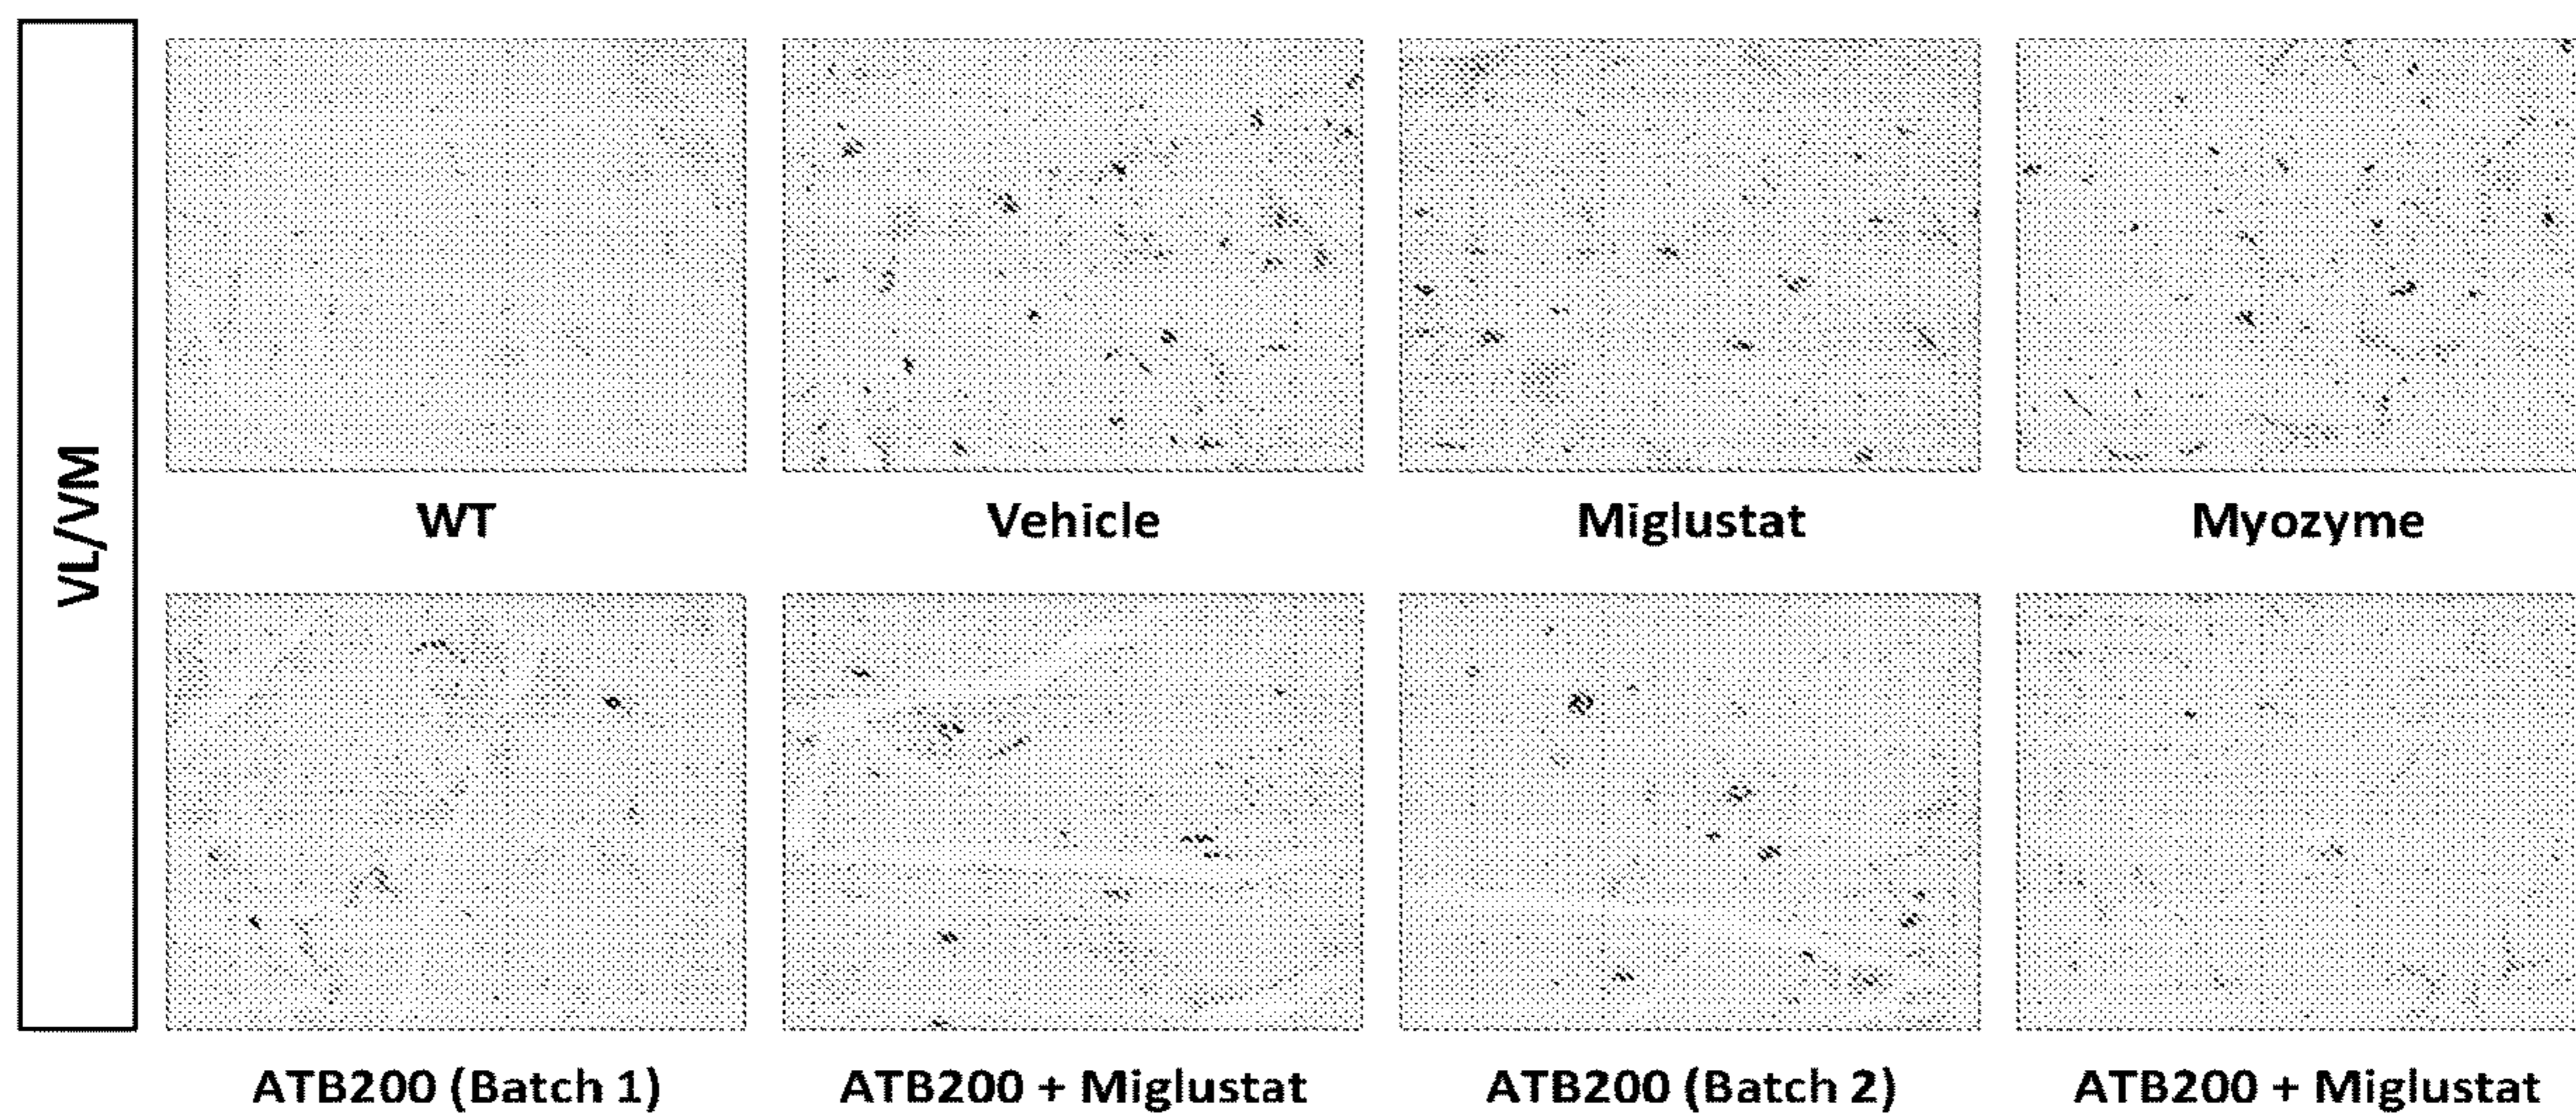 VL/VM
WT
Vehicle
Miglustat
Myozyme
ATB200 (Batch 1)
ATB200 + Miglustat
ATB200 (Batch 2)
ATB200 + Miglustat